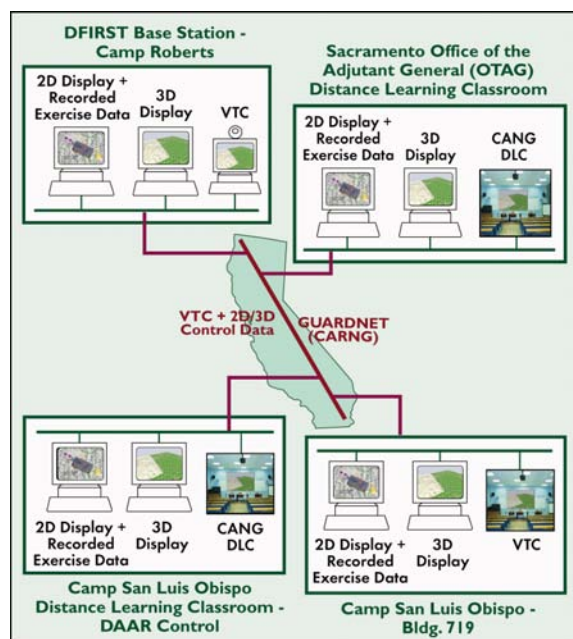 DFIRST Base Station -
Camp Roberts
2D Display +
Recorded
Exercise Data
3D
Display
VTC
Sacramento Office of the
Adjutant General (OTAG)
Distance Learning Classroom
2D Display +
Recorded
Exercise Data
3D
Display
CANG
DLC
VTC + 2D/3D
Control Data
GUARDNET
(CARNG)
2D Display +
Recorded
Exercise Data
3D
Display
CANG
DLC
Camp San Luis Obispo
Distance Learning Classroom -
DAAR Control
2D Display +
Recorded
Exercise Data
3D
Display
VTC
Camp San Luis Obispo -
Bldg. 719